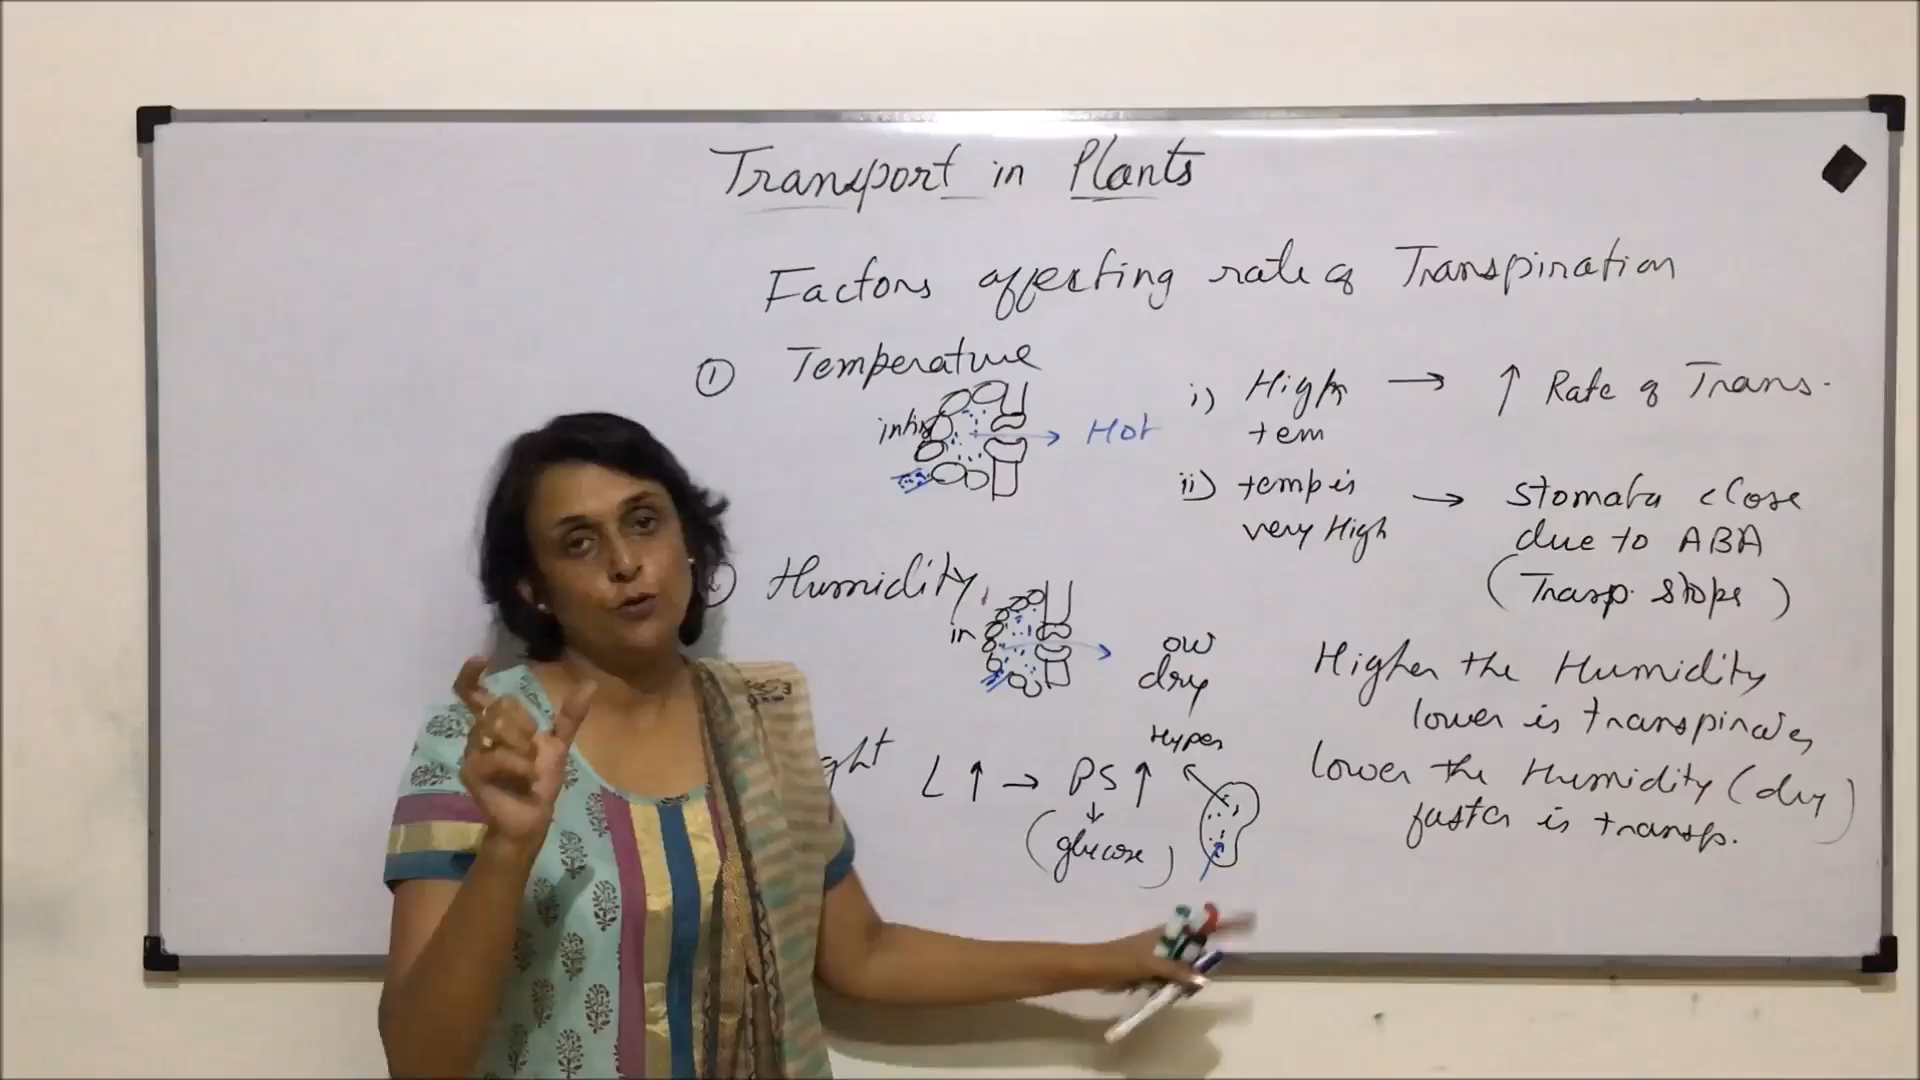 Transport in Plants
Factors affecting rate of Transpiration
① Temperature
Hot
i) High tem → ↑ Rate of Trans.
ii) temp is very High → stomata close due to ABA
(Transp. stops)
Humidity
in
dry
Higher the Humidity
lower is transpiration,
lower the Humidity (dry)
faster is transp.
ght L ↑ → PS ↑
↓
(glucose)
Hyper